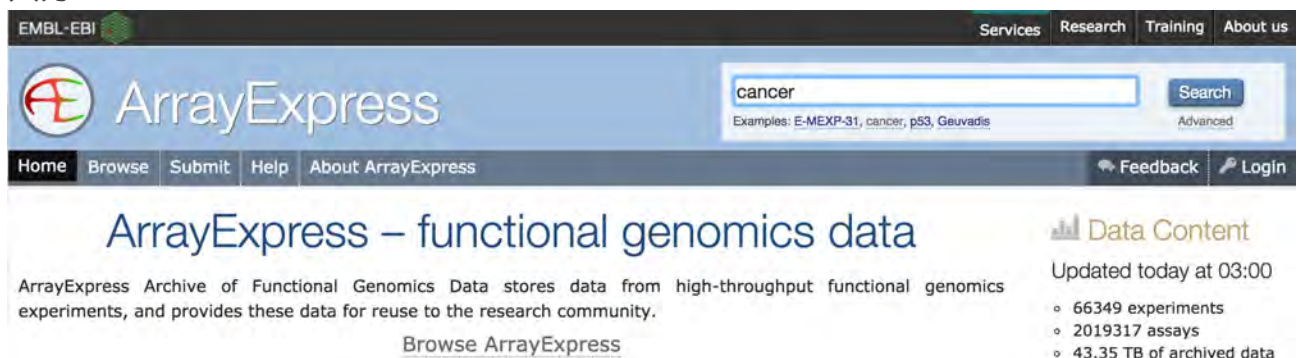 EMBL-EBI
Services Research Training About us
ArrayExpress
cancer
Search
Examples: E-MEXP-31, cancer, p53, Geuvadis
Advanced
Home Browse Submit Help About ArrayExpress
Feedback Login
ArrayExpress – functional genomics data
ArrayExpress Archive of Functional Genomics Data stores data from high-throughput functional genomics
experiments, and provides these data for reuse to the research community.
Browse ArrayExpress
Data Content
Updated today at 03:00
66349 experiments
2019317 assays
43.35 TB of archived data